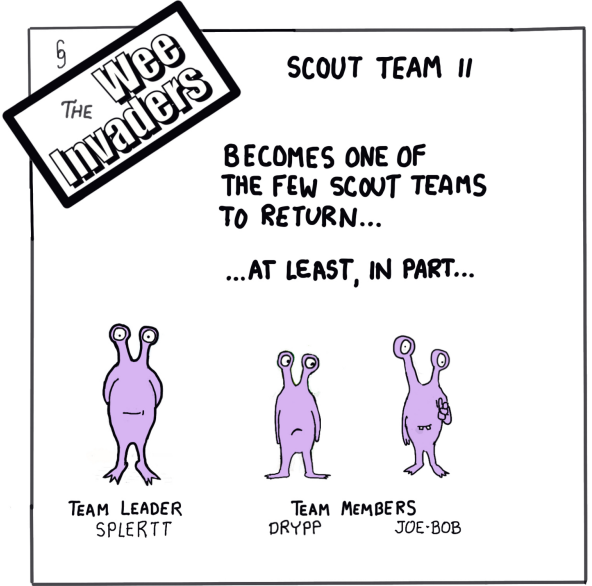 The Wee
Invaders
SCOUT TEAM 11
BECOMES ONE OF
THE FEW SCOUT TEAMS
TO RETURN...
...AT LEAST, IN PART...
TEAM LEADER
SPLERTT
TEAM MEMBERS
DRYPP JOE-BOB